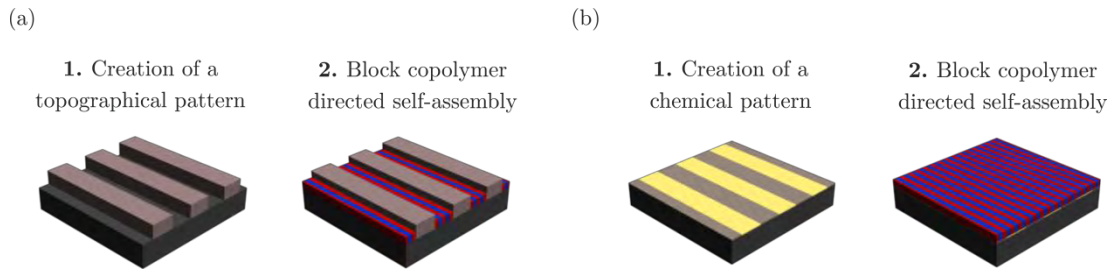 (a)
1. Creation of a
topographical pattern
2. Block copolymer
directed self-assembly
(b)
1. Creation of a
chemical pattern
2. Block copolymer
directed self-assembly